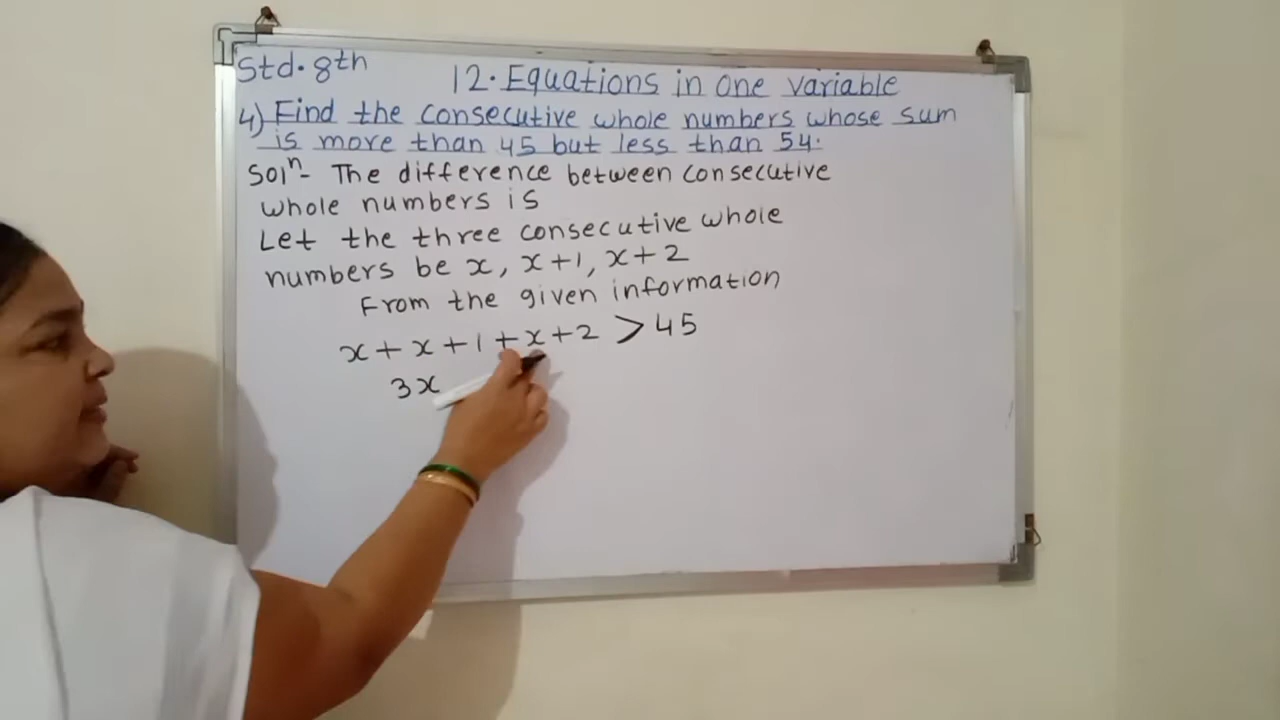 Std. 8th
12. Equations in one variable
4) Find the consecutive whole numbers whose sum
is more than 45 but less than 54.
Solⁿ- The difference between consecutive
whole numbers is
Let the three consecutive whole
numbers be x, x+1, x+2
From the given information
x + x + 1 + x + 2 > 45
3x